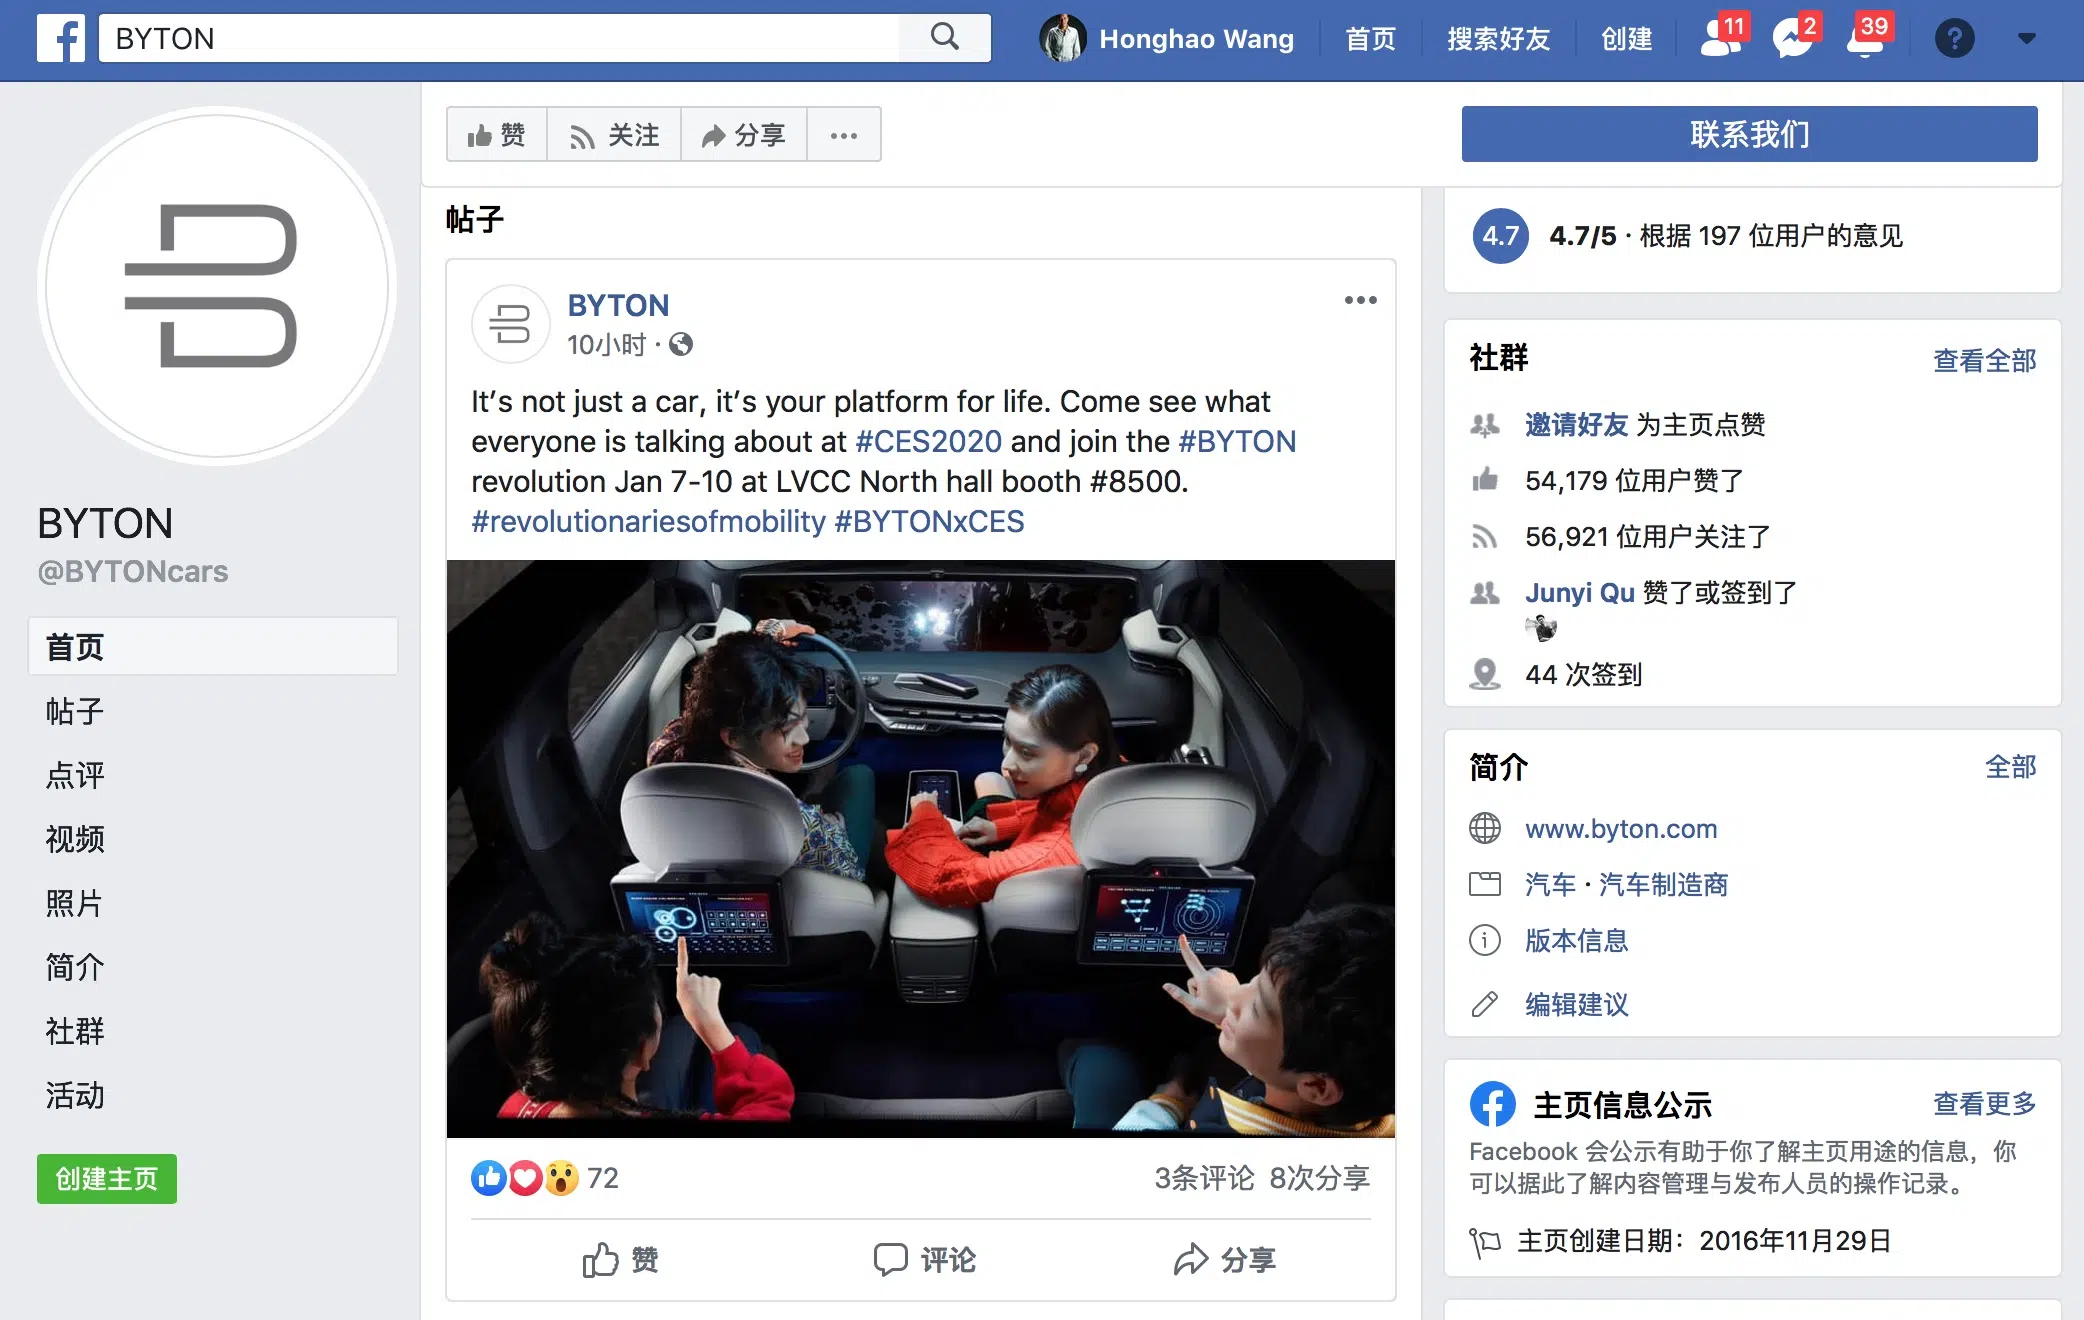 BYTON
Honghao Wang
首页
搜索好友
创建
11
2
39
?
赞
关注
分享
联系我们
BYTON
@BYTONcars
首页
帖子
点评
视频
照片
简介
社群
活动
创建主页
帖子
BYTON
10小时 ·
It's not just a car, it's your platform for life. Come see what
everyone is talking about at #CES2020 and join the #BYTON
revolution Jan 7-10 at LVCC North hall booth #8500.
#revolutionariesofmobility #BYTONxCES
72
3条评论 8次分享
赞
评论
分享
4.7
4.7/5 · 根据 197 位用户的意见
社群
查看全部
邀请好友 为主页点赞
54,179 位用户赞了
56,921 位用户关注了
Junyi Qu 赞了或签到了
44 次签到
简介
全部
www.byton.com
汽车 · 汽车制造商
版本信息
编辑建议
主页信息公示
查看更多
Facebook 会公示有助于你了解主页用途的信息，你
可以据此了解内容管理与发布人员的操作记录。
主页创建日期：2016年11月29日